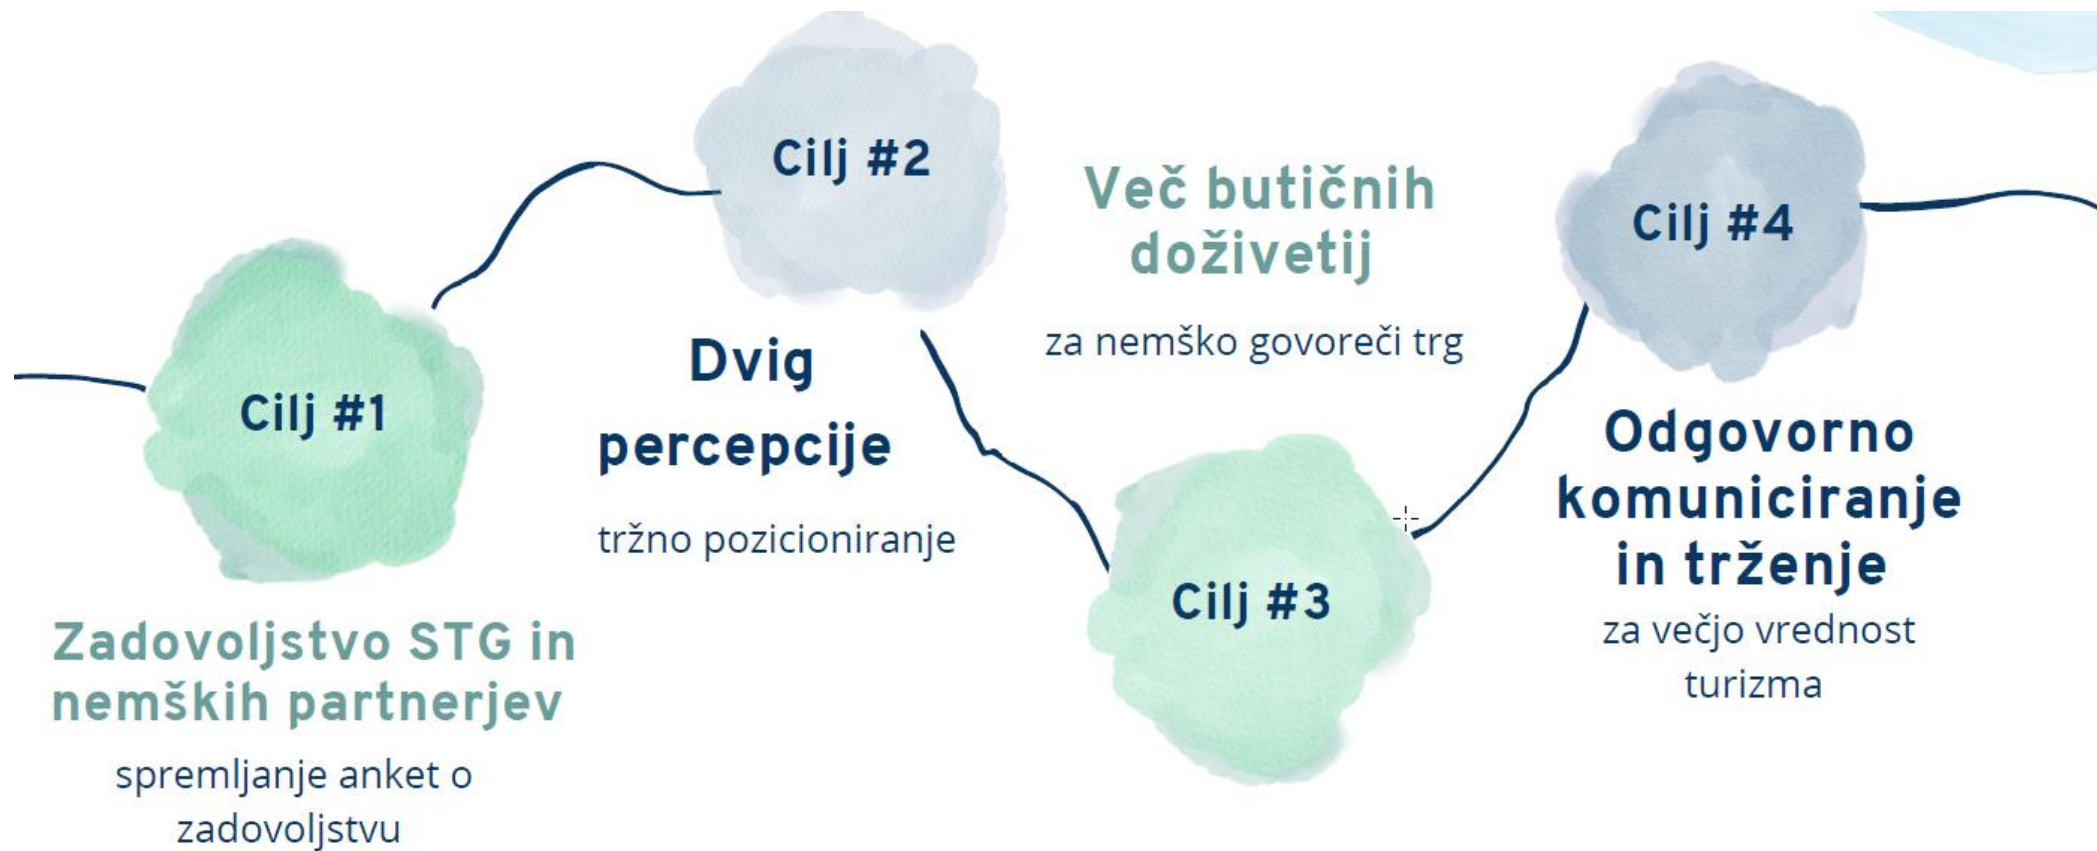 Cilj #1
Zadovoljstvo STG in
nemških partnerjev
spremljanje anket o
zadovoljstvu
Cilj #2
Dvig
percepcije
tržno pozicioniranje
Več butičnih
doživetij
za nemško govoreči trg
Cilj #3
Cilj #4
Odgovorno
komuniciranje
in trženje
za večjo vrednost
turizma